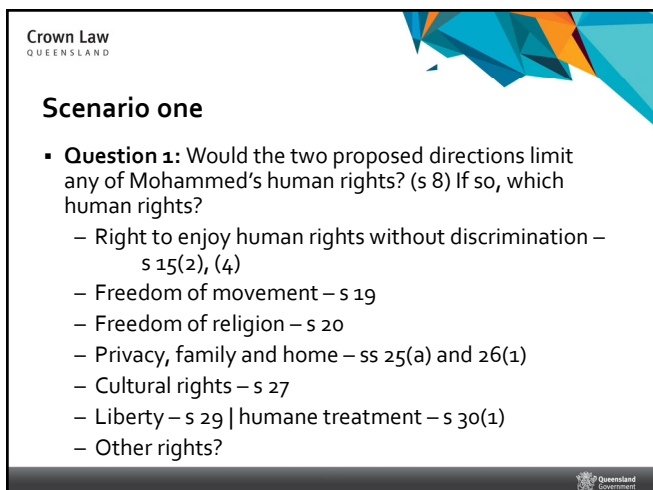 Crown Law
QUEENSLAND
Scenario one
▪ Question 1: Would the two proposed directions limit
any of Mohammed's human rights? (s 8) If so, which
human rights?
– Right to enjoy human rights without discrimination –
s 15(2), (4)
– Freedom of movement – s 19
– Freedom of religion – s 20
– Privacy, family and home – ss 25(a) and 26(1)
– Cultural rights – s 27
– Liberty – s 29 | humane treatment – s 30(1)
– Other rights?
Queensland
Government